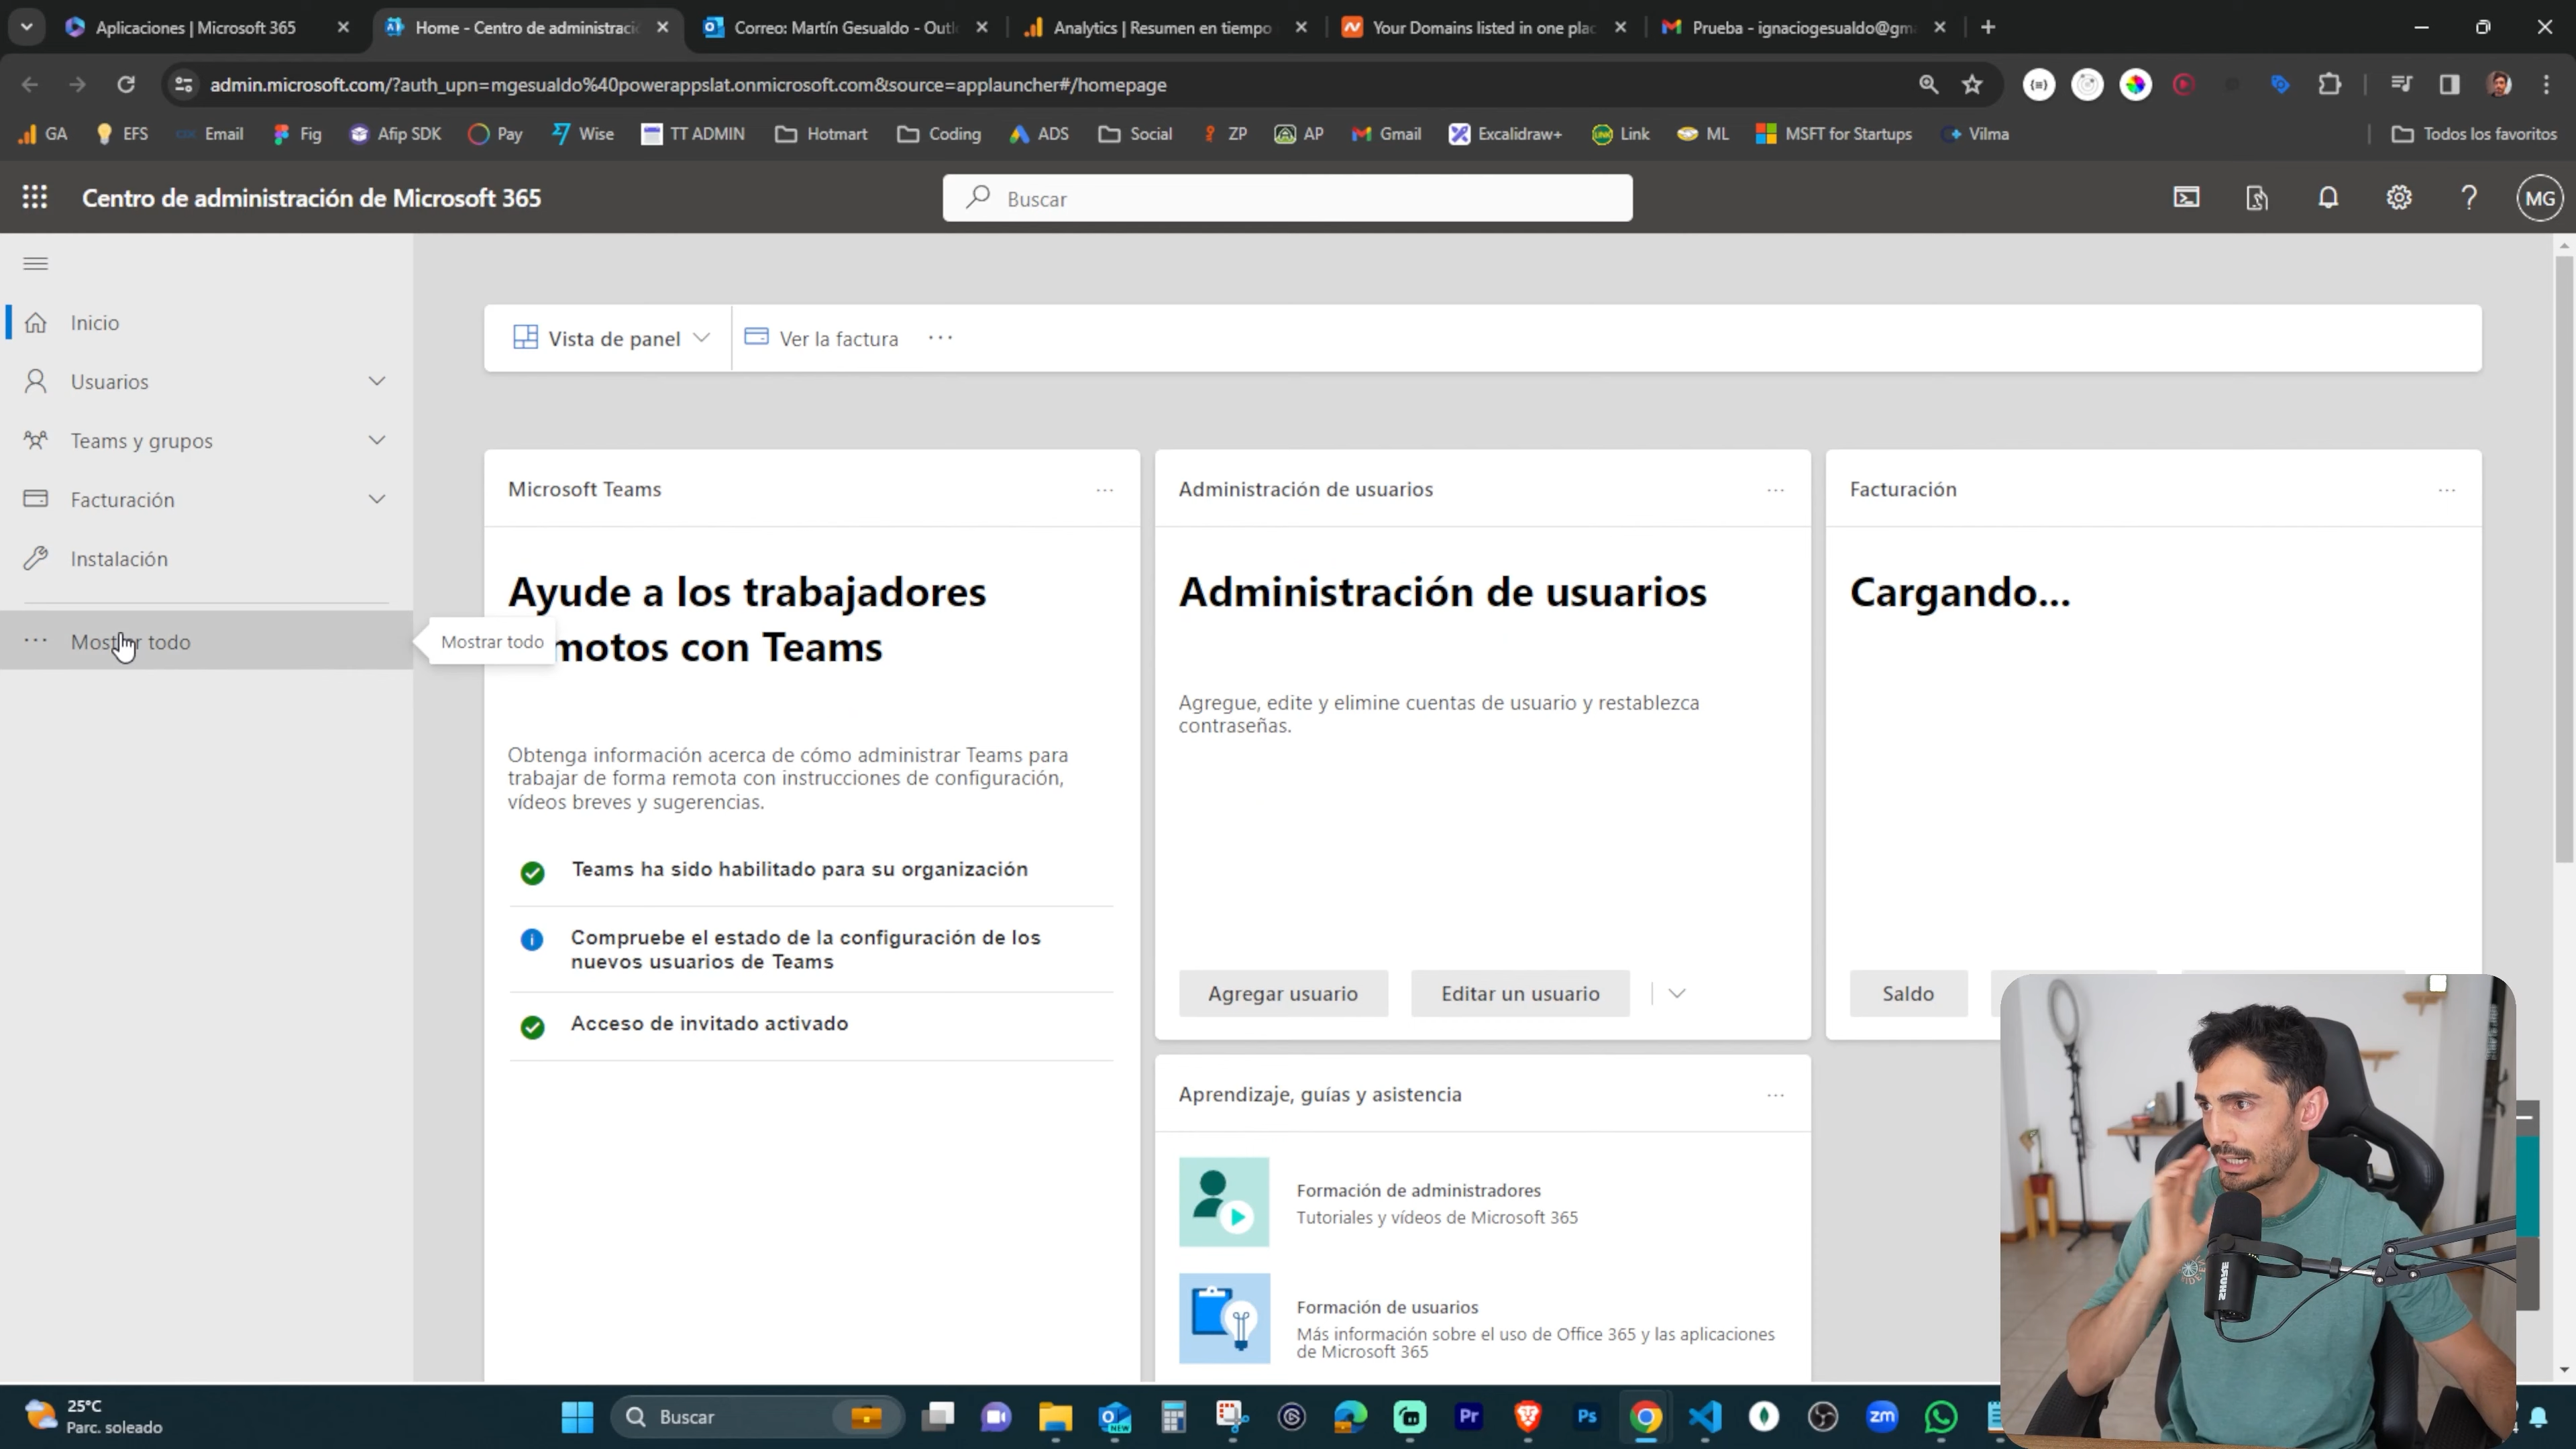 Aplicaciones | Microsoft 365
Home - Centro de administraci
Correo: Martín Gesualdo - Outl
Analytics | Resumen en tiempo
Your Domains listed in one plac
Prueba - ignaciogesualdo@gm
admin.microsoft.com/?auth_upn=mgesualdo%40powerappslat.onmicrosoft.com&source=applauncher#/homepage
GA
EFS
Email
Fig
Afip SDK
Pay
Wise
TT ADMIN
Hotmart
Coding
ADS
Social
ZP
AP
Gmail
Excalidraw+
Link
ML
MSFT for Startups
Vilma
Todos los favoritos
Centro de administración de Microsoft 365
Buscar
MG
Inicio
Usuarios
Teams y grupos
Facturación
Instalación
Mostrar todo
Mostrar todo
Vista de panel
Ver la factura
Microsoft Teams
Ayude a los trabajadores
motos con Teams
Obtenga información acerca de cómo administrar Teams para
trabajar de forma remota con instrucciones de configuración,
vídeos breves y sugerencias.
Teams ha sido habilitado para su organización
Compruebe el estado de la configuración de los
nuevos usuarios de Teams
Acceso de invitado activado
Administración de usuarios
Administración de usuarios
Agregue, edite y elimine cuentas de usuario y restablezca
contraseñas.
Agregar usuario
Editar un usuario
Facturación
Cargando...
Saldo
Aprendizaje, guías y asistencia
Formación de administradores
Tutoriales y vídeos de Microsoft 365
Formación de usuarios
Más información sobre el uso de Office 365 y las aplicaciones
de Microsoft 365
SHURE
25°C
Parc. soleado
Buscar
NEW
Pr
Ps
zm